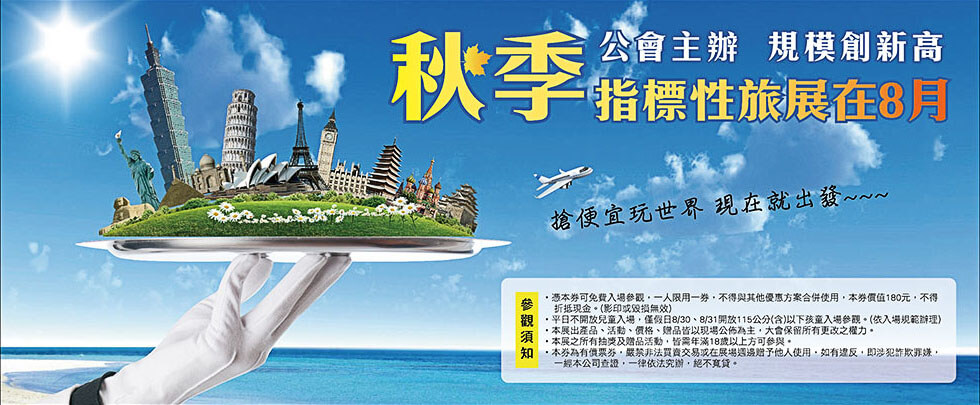 秋季
公會主辦 規模創新高
指標性旅展在8月
搶便宜玩世界 現在就出發~~~~
參觀須知
・憑本券可免費入場參觀，一人限用一券，不得與其他優惠方案合併使用，本券價值180元，不得
折抵現金。(影印或毀損無效)
・平日不開放兒童入場，僅假日8/30、8/31開放115公分(含)以下孩童入場參觀。(依入場規範辦理)
・本展出產品、活動、價格、贈品皆以現場公佈為主，大會保留所有更改之權力。
・本展之所有抽獎及贈品活動，皆需年滿18歲以上方可參與。
・本券為有價票券，嚴禁非法買賣交易或在展場週邊贈予他人使用，如有違反，即涉犯詐欺罪嫌，
一經本公司查證，一律依法究辦，絕不寬貸。